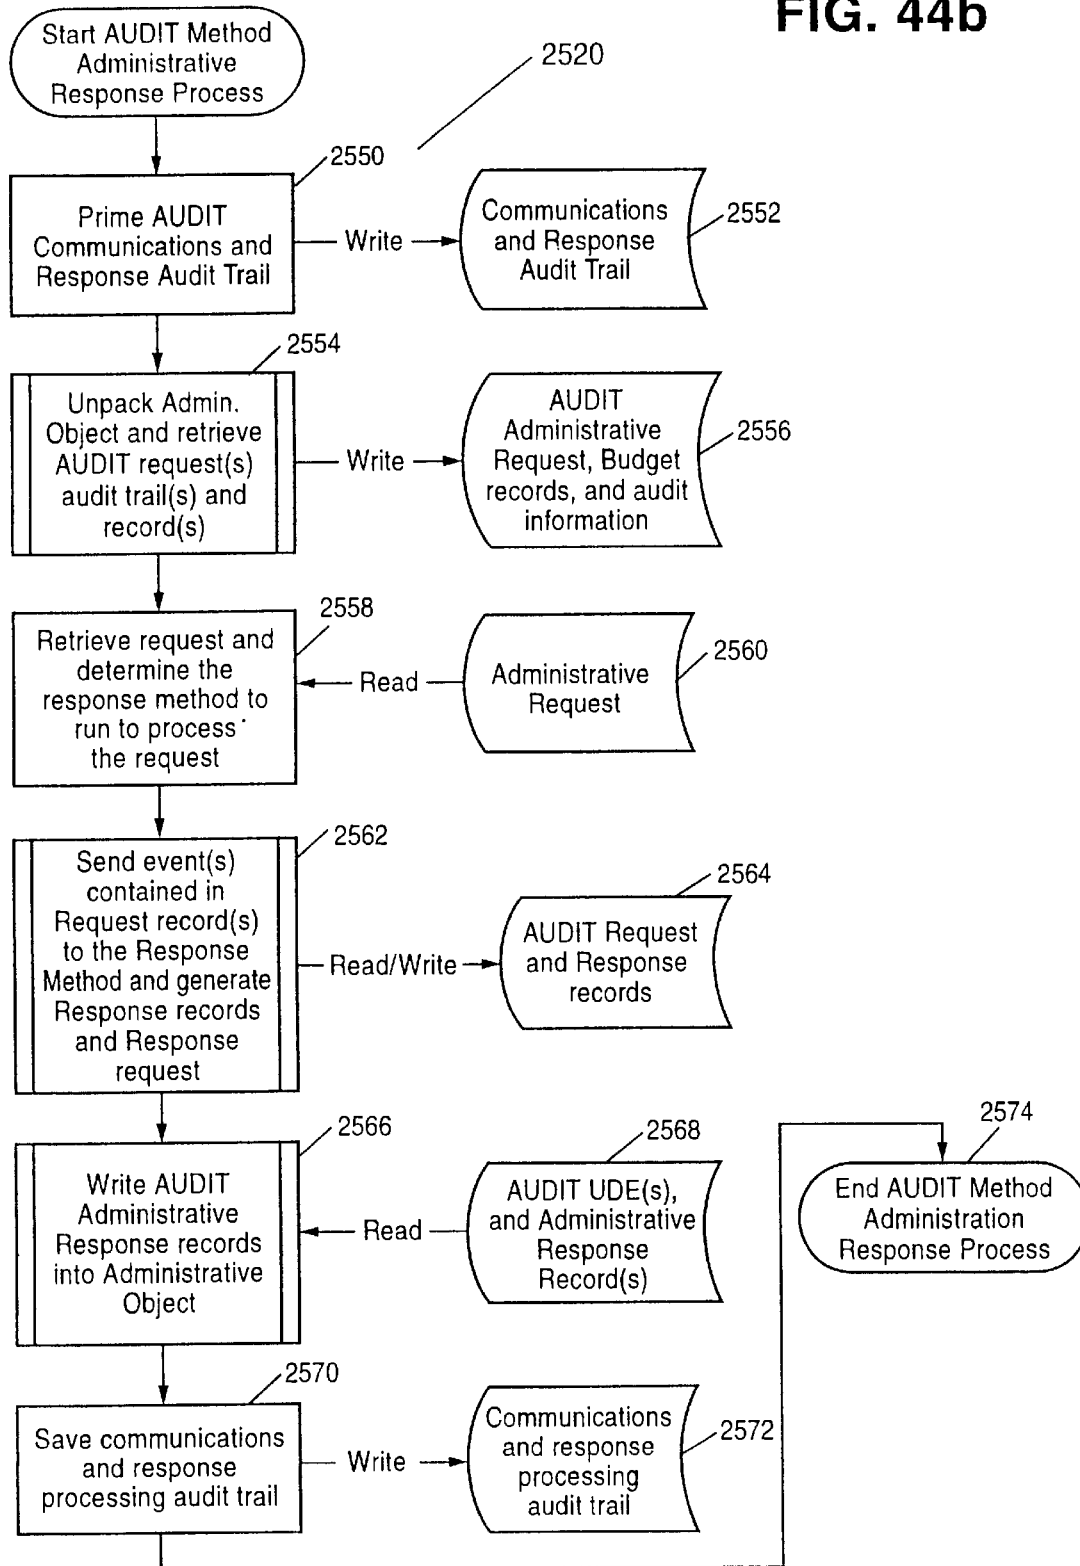 FIG. 44b
Start AUDIT Method
Administrative
Response Process
2520
2550
Prime AUDIT
Communications and
Response Audit Trail
Write
Communications
and Response
Audit Trail
2552
2554
Unpack Admin.
Object and retrieve
AUDIT request(s)
audit trail(s) and
record(s)
Write
AUDIT
Administrative
Request, Budget
records, and audit
information
2556
2558
Retrieve request and
determine the
response method to
run to process
the request
Read
Administrative
Request
2560
2562
Send event(s)
contained in
Request record(s)
to the Response
Method and generate
Response records
and Response
request
Read/Write
2564
AUDIT Request
and Response
records
2566
Write AUDIT
Administrative
Response records
into Administrative
Object
Read
2568
AUDIT UDE(s),
and Administrative
Response
Record(s)
2574
End AUDIT Method
Administration
Response Process
2570
Save communications
and response
processing audit trail
Write
Communications
and response
processing
audit trail
2572